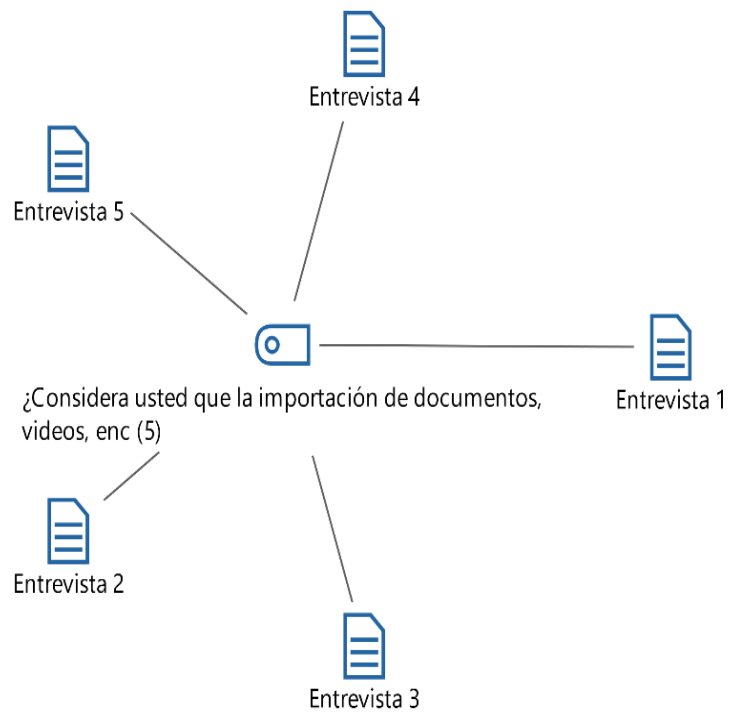 Entrevista 4
Entrevista 5
¿Considera usted que la importación de documentos,
videos, enc (5)
Entrevista 1
Entrevista 2
Entrevista 3